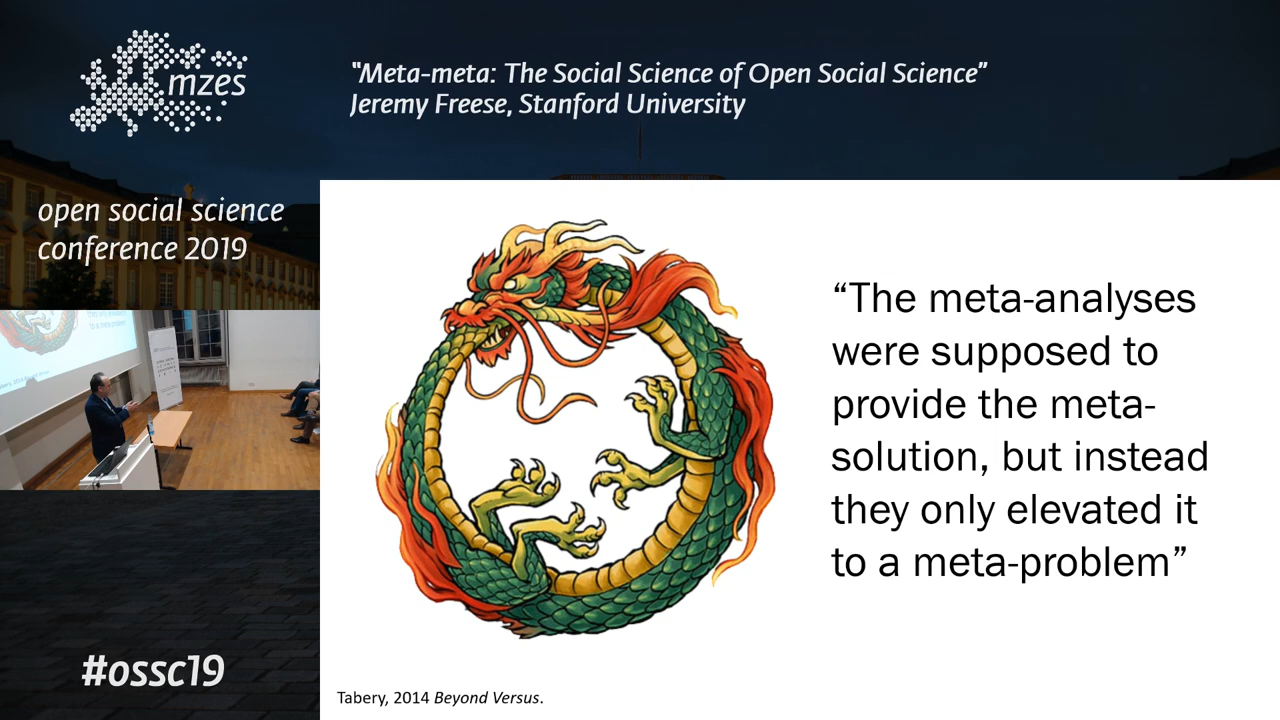 mzes
“Meta-meta: The Social Science of Open Social Science”
Jeremy Freese, Stanford University
open social science
conference 2019
“The meta-analyses
were supposed to
provide the meta-
solution, but instead
they only elevated it
to a meta-problem”
#ossc19
Tabery, 2014 Beyond Versus.